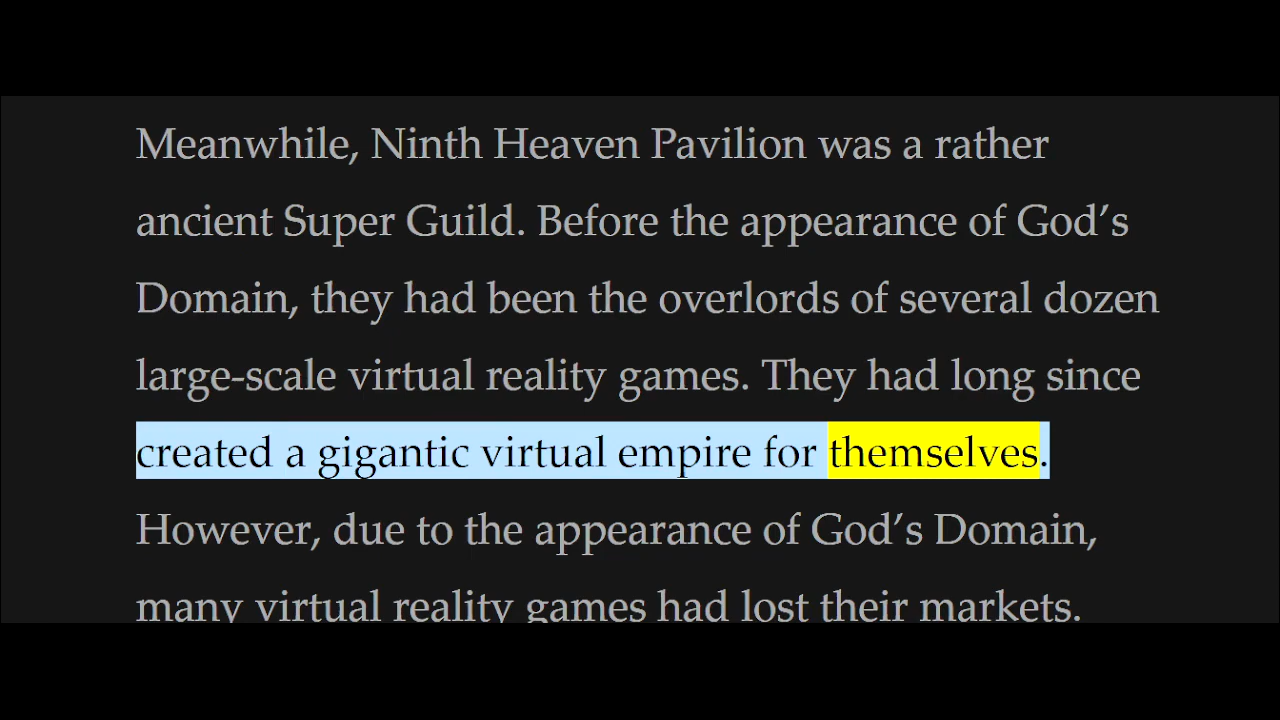 Meanwhile, Ninth Heaven Pavilion was a rather
ancient Super Guild. Before the appearance of God’s
Domain, they had been the overlords of several dozen
large-scale virtual reality games. They had long since
created a gigantic virtual empire for themselves.
However, due to the appearance of God’s Domain,
many virtual reality games had lost their markets.